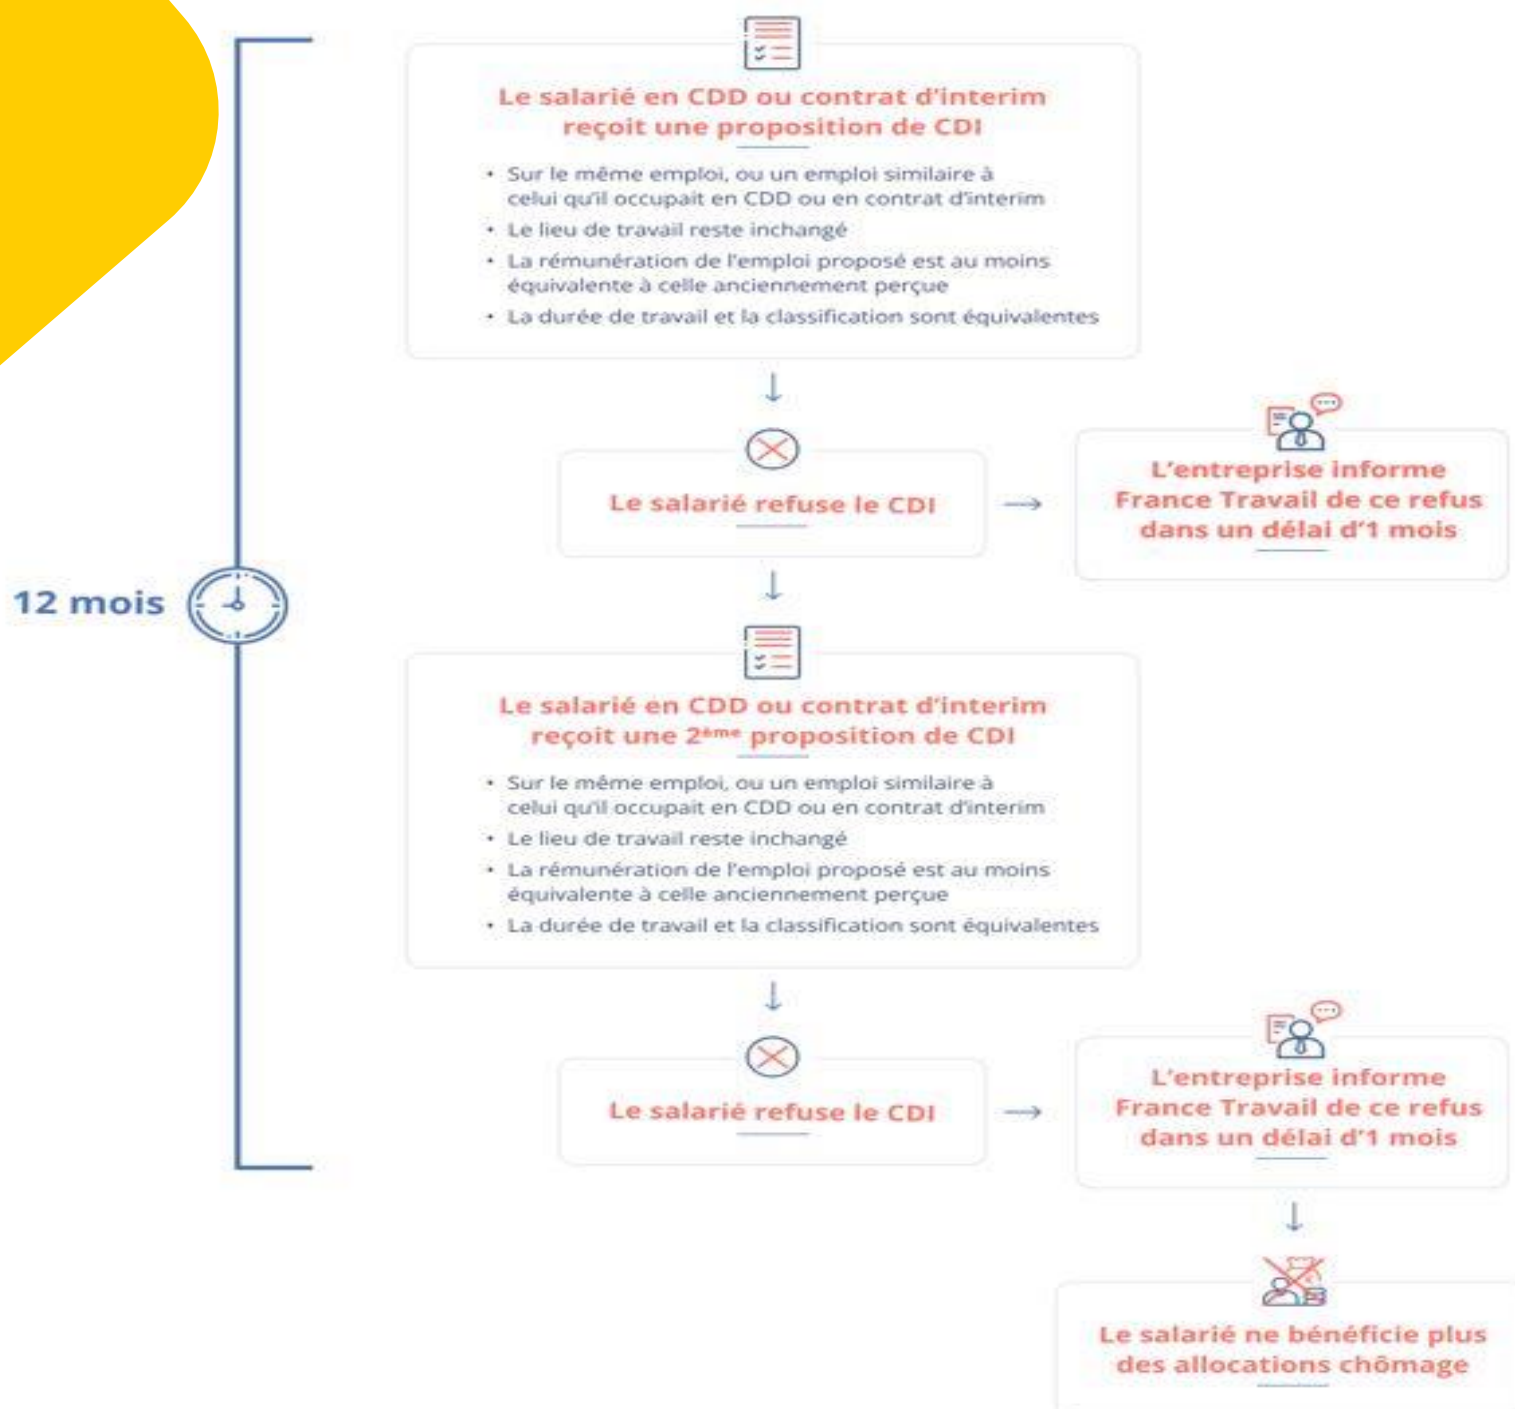 Le salarié en CDD ou contrat d'interim
reçoit une proposition de CDI
• Sur le même emploi, ou un emploi similaire à
celui qu'il occupait en CDD ou en contrat d'interim
• Le lieu de travail reste inchangé
• La rémunération de l'emploi proposé est au moins
équivalente à celle anciennement perçue
• La durée de travail et la classification sont équivalentes
Le salarié refuse le CDI
L'entreprise informe
France Travail de ce refus
dans un délai d'1 mois
12 mois
Le salarié en CDD ou contrat d'interim
reçoit une 2ème proposition de CDI
• Sur le même emploi, ou un emploi similaire à
celui qu'il occupait en CDD ou en contrat d'interim
• Le lieu de travail reste inchangé
• La rémunération de l'emploi proposé est au moins
équivalente à celle anciennement perçue
• La durée de travail et la classification sont équivalentes
Le salarié refuse le CDI
L'entreprise informe
France Travail de ce refus
dans un délai d'1 mois
Le salarié ne bénéficie plus
des allocations chômage